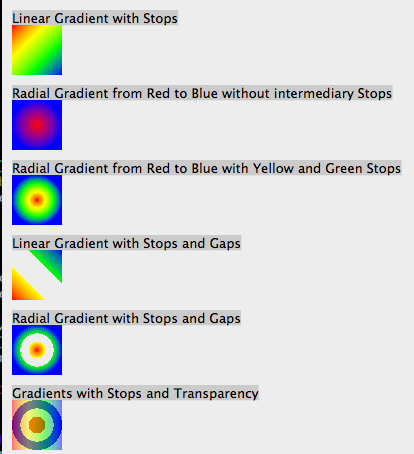 Linear Gradient with Stops
Radial Gradient from Red to Blue without intermediary Stops
Radial Gradient from Red to Blue with Yellow and Green Stops
Linear Gradient with Stops and Gaps
Radial Gradient with Stops and Gaps
Gradients with Stops and Transparency